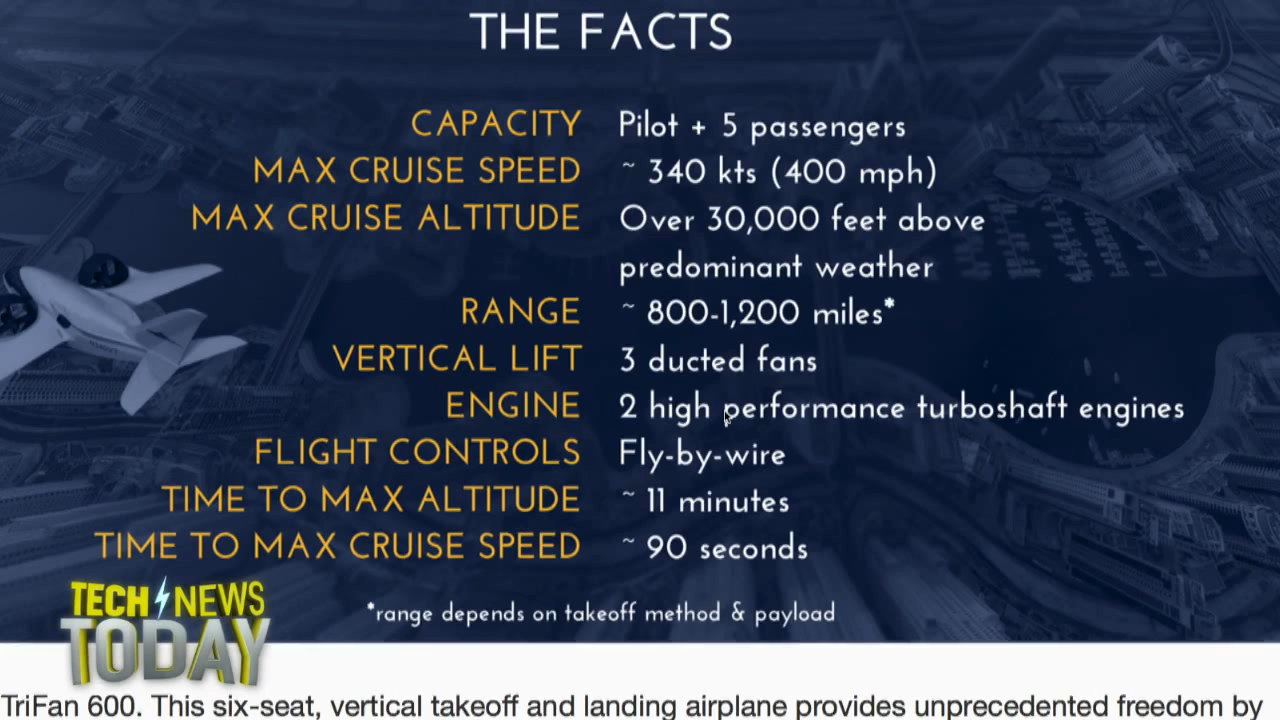 THE FACTS
CAPACITY Pilot + 5 passengers
MAX CRUISE SPEED ~ 340 kts (400 mph)
MAX CRUISE ALTITUDE Over 30,000 feet above
predominant weather
RANGE ~ 800-1,200 miles*
VERTICAL LIFT 3 ducted fans
ENGINE 2 high performance turboshaft engines
FLIGHT CONTROLS Fly-by-wire
TIME TO MAX ALTITUDE ~ 11 minutes
TIME TO MAX CRUISE SPEED ~ 90 seconds
*range depends on takeoff method & payload
TECH NEWS
TODAY
TriFan 600. This six-seat, vertical takeoff and landing airplane provides unprecedented freedom by